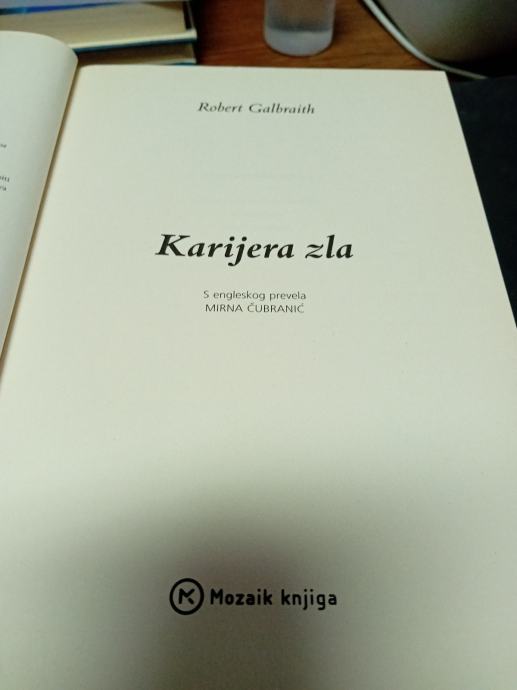 Robert Galbraith
Karijera zla
S engleskog prevela
MIRNA ČUBRANIĆ
Mozaik knjiga